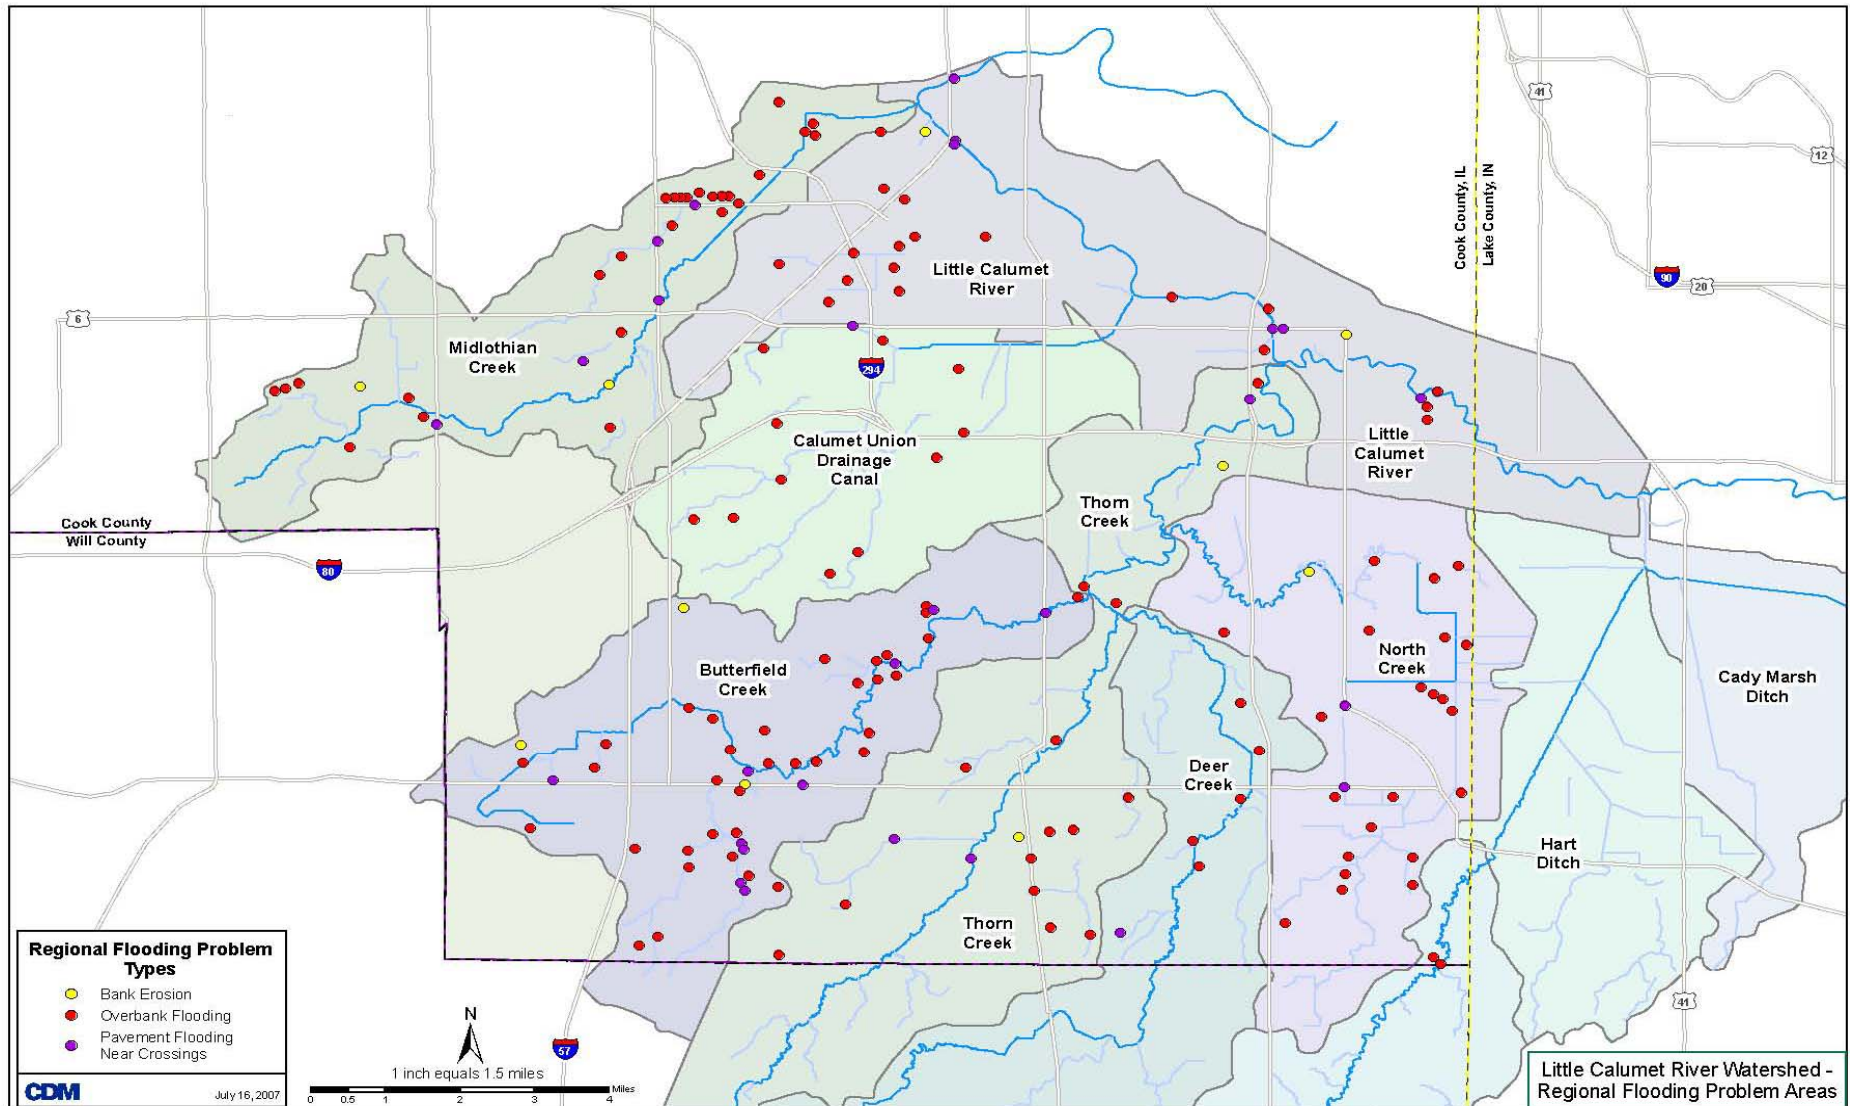 41
12
Cook County, IL
Lake County, IN
90
20
6
Little Calumet
River
Midlothian
Creek
294
Calumet Union
Drainage
Canal
Little
Calumet
River
Thorn
Creek
Cook County
Will County
80
Butterfield
Creek
North
Creek
Cady Marsh
Ditch
Deer
Creek
Hart
Ditch
Thorn
Creek
41
57
Regional Flooding Problem
Types
Bank Erosion
Overbank Flooding
Pavement Flooding
Near Crossings
CDM
July 16, 2007
N
1 inch equals 1.5 miles
Miles
0 0.5 1 2 3 4
Little Calumet River Watershed -
Regional Flooding Problem Areas